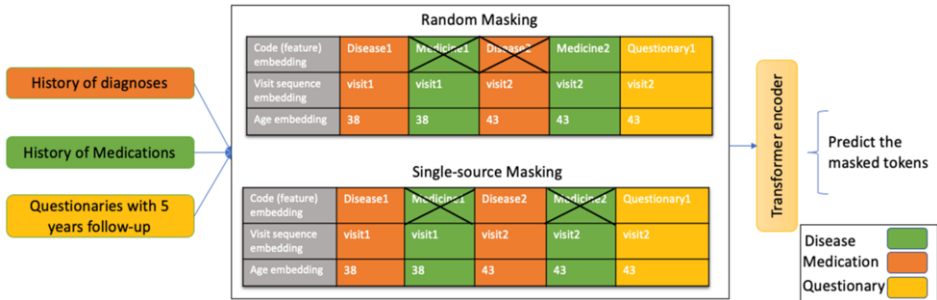 Random Masking
Code (feature) embedding Disease1 Medicine1 Disease2 Medicine2 Questionary1
Visit sequence embedding visit1 visit1 visit2 visit2 visit2
Age embedding 38 38 43 43 43
History of diagnoses
History of Medications
Questionaries with 5
years follow-up
Single-source Masking
Code (feature) embedding Disease1 Medicine1 Disease2 Medicine2 Questionary1
Visit sequence embedding visit1 visit1 visit2 visit2 visit2
Age embedding 38 38 43 43 43
Transformer encoder
Predict the
masked tokens
Disease
Medication
Questionary